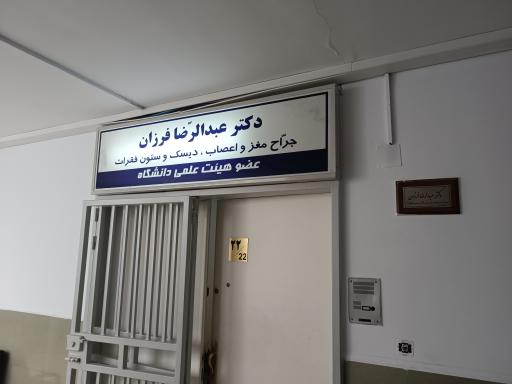 دکتر عبدالرّضا فرزان
جرّاح مغز و اعصاب ، دیسک و ستون فقرات
عضو هیئت علمی دانشگاه
۲۲
22